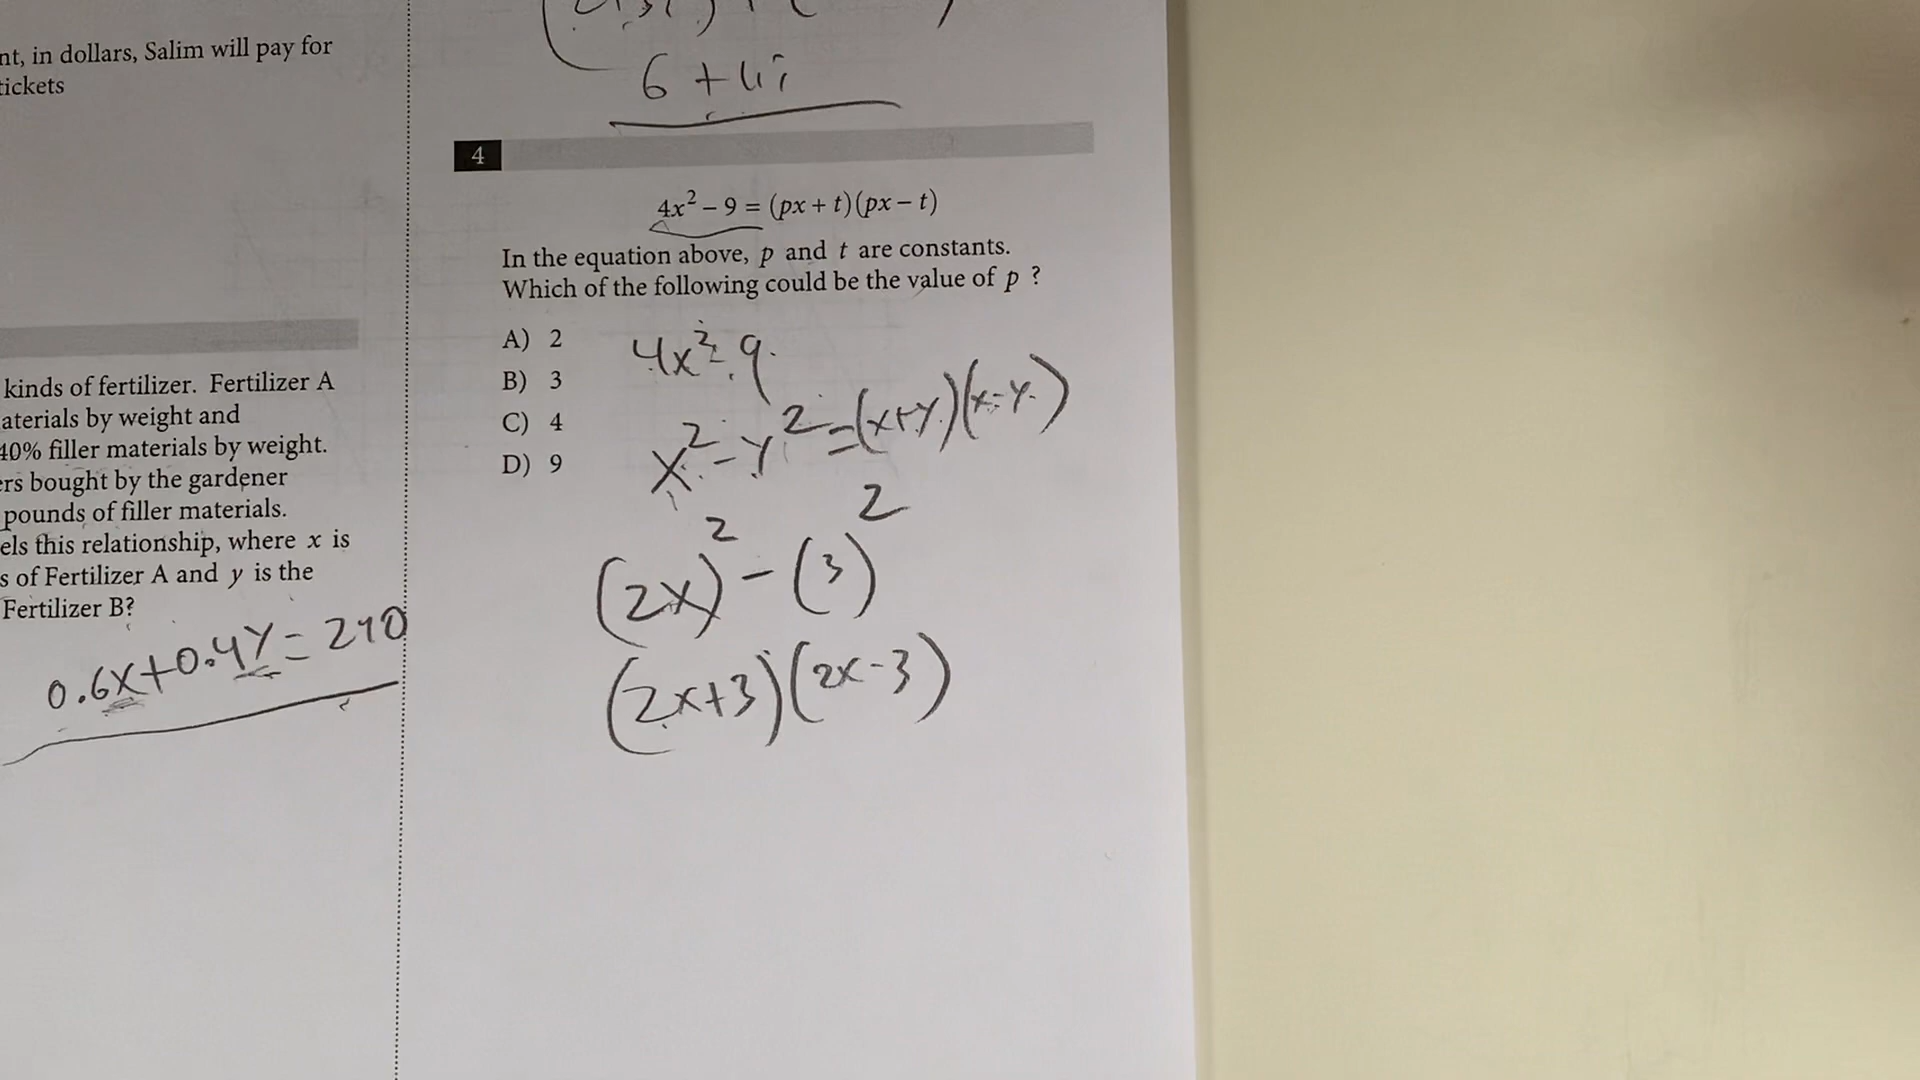 nt, in dollars, Salim will pay for
tickets
kinds of fertilizer. Fertilizer A
aterials by weight and
40% filler materials by weight.
ers bought by the gardener
pounds of filler materials.
els this relationship, where x is
s of Fertilizer A and y is the
Fertilizer B?
0.6x+0.4y=240
6+4i
4
4x² – 9 = (px + t)(px – t)
In the equation above, p and t are constants.
Which of the following could be the value of p ?
A) 2
B) 3
C) 4
D) 9
4x²-9
x²-y²=(x+y)(x-y)
(2x)²-(3)²
(2x+3)(2x-3)